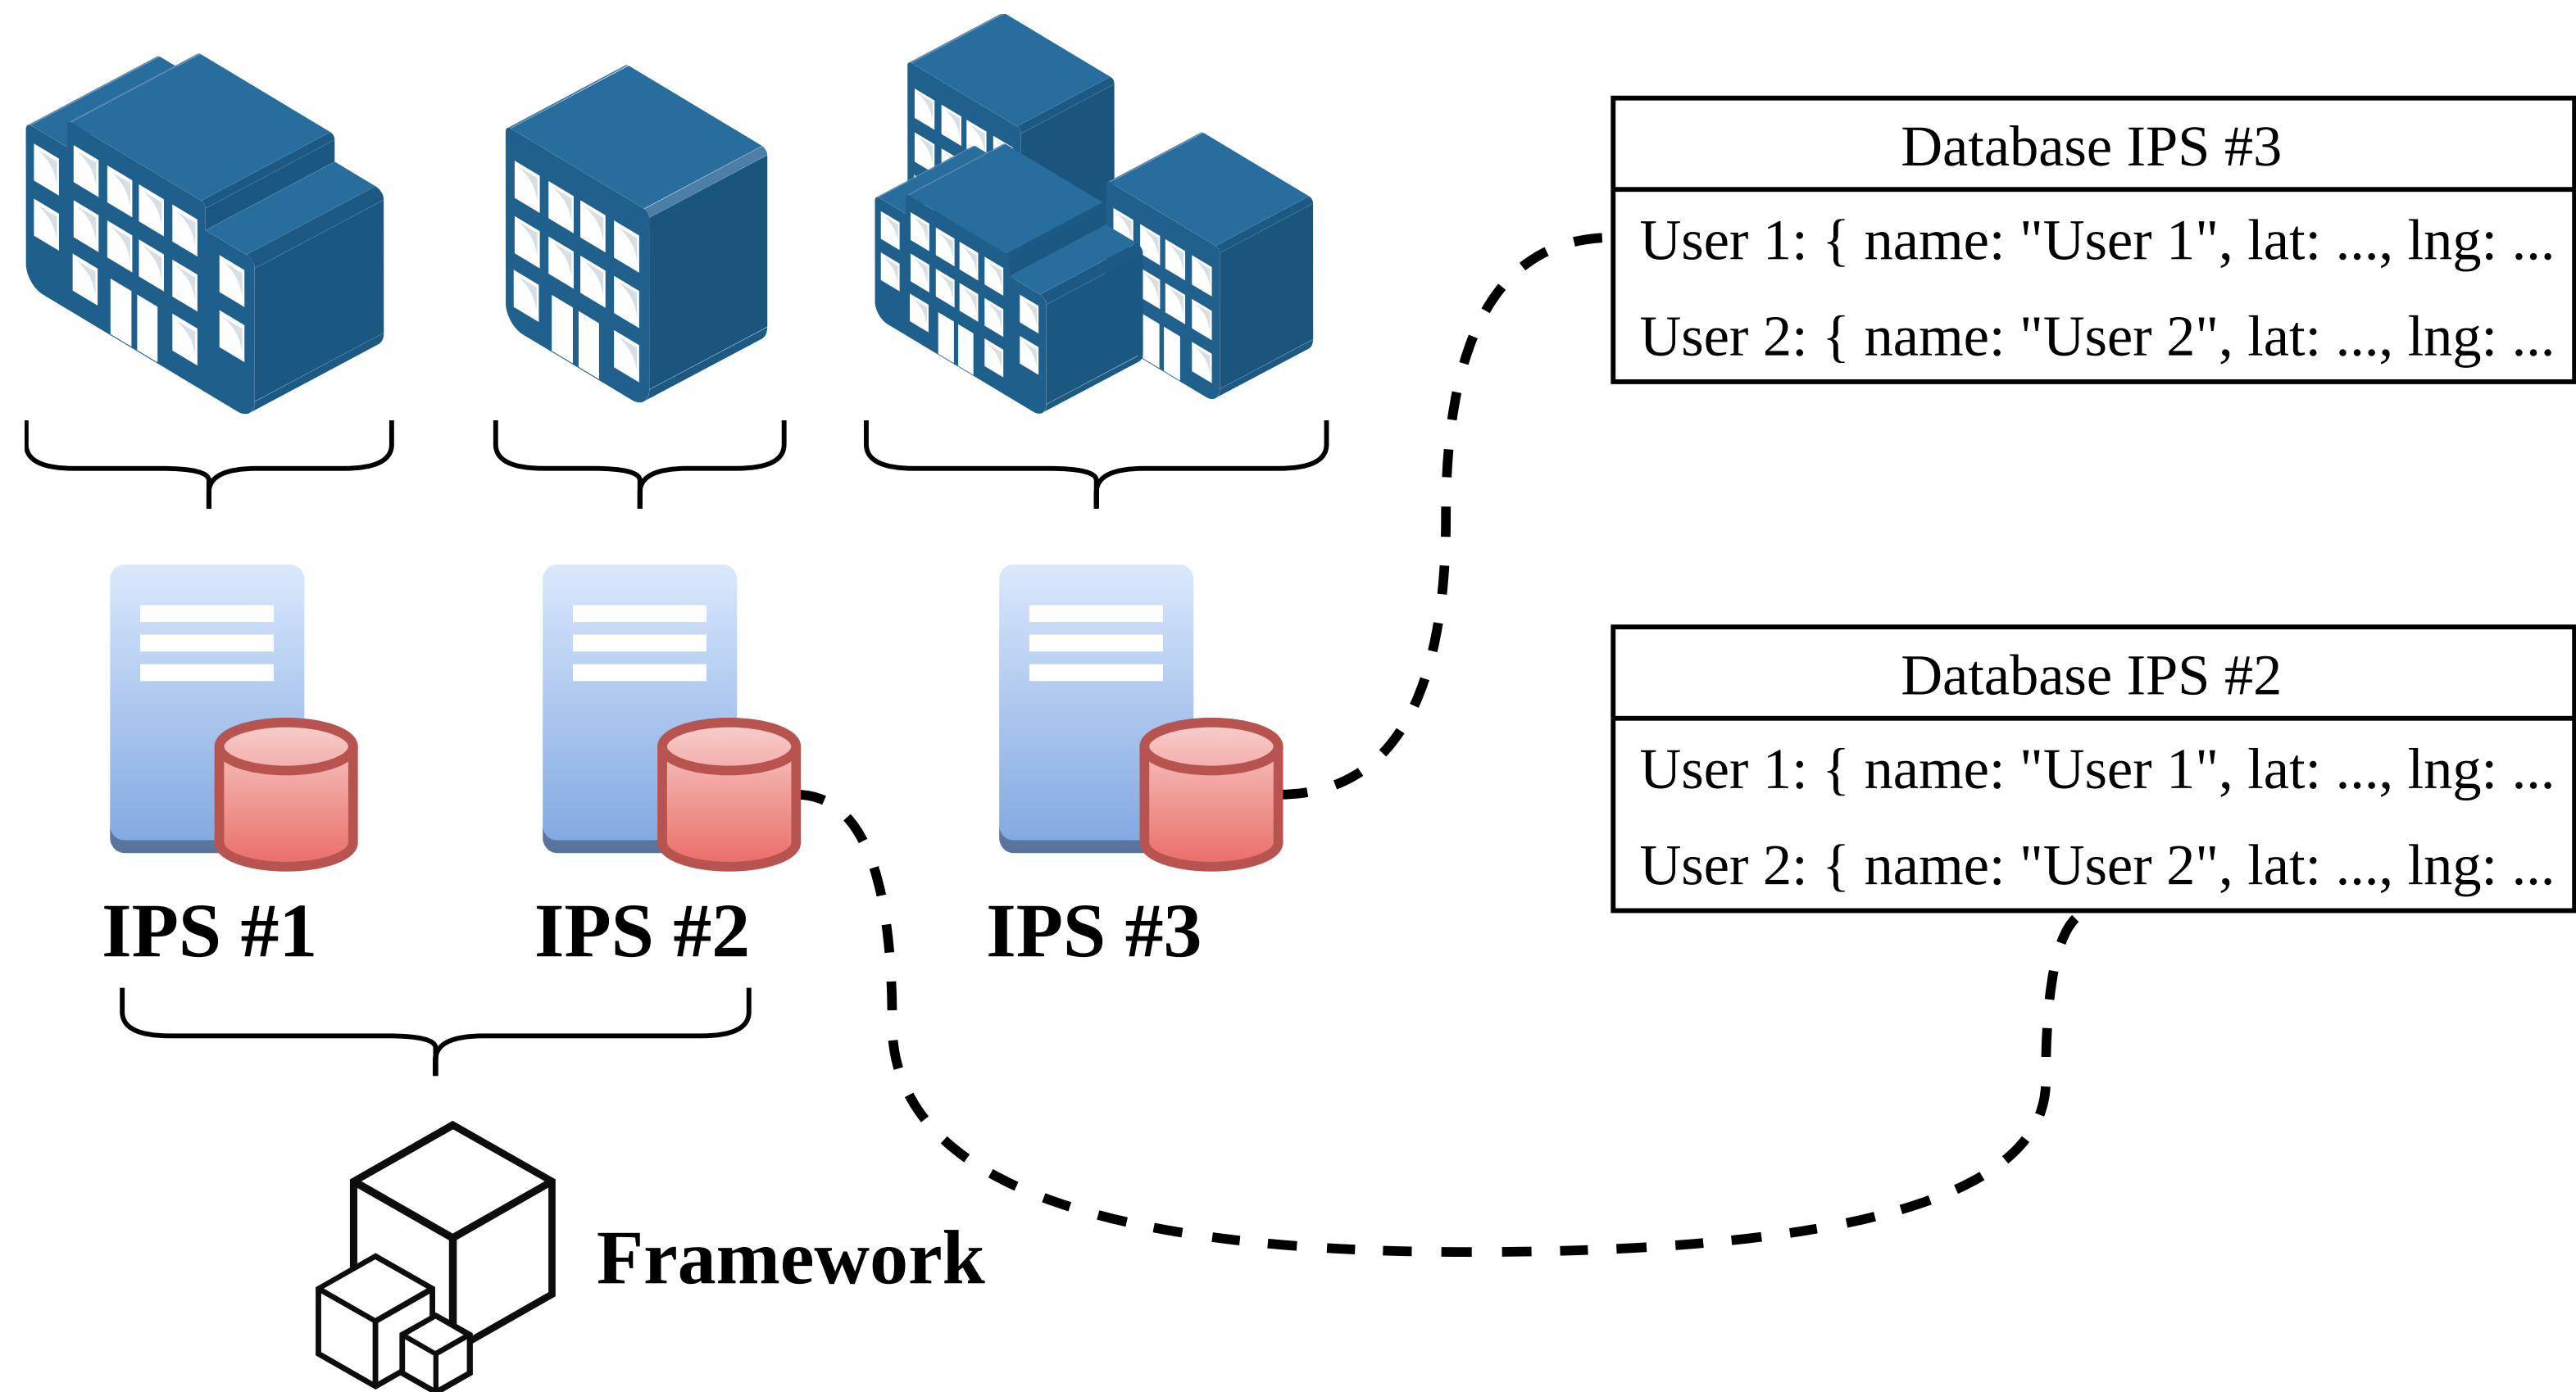 Database IPS #3
User 1: { name: "User 1", lat: ..., lng: ...
User 2: { name: "User 2", lat: ..., lng: ...
Database IPS #2
User 1: { name: "User 1", lat: ..., lng: ...
User 2: { name: "User 2", lat: ..., lng: ...
IPS #1
IPS #2
IPS #3
Framework